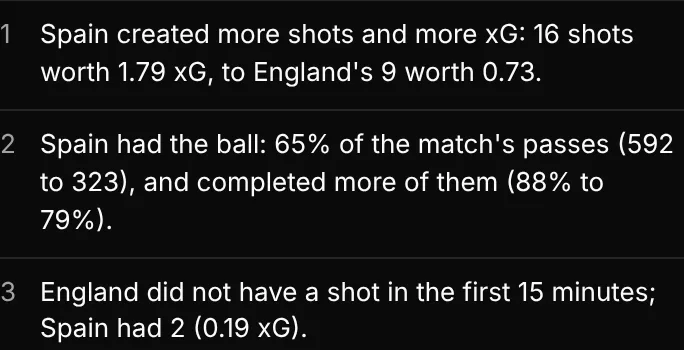 1 Spain created more shots and more xG: 16 shots
worth 1.79 xG, to England's 9 worth 0.73.
2 Spain had the ball: 65% of the match's passes (592
to 323), and completed more of them (88% to
79%).
3 England did not have a shot in the first 15 minutes;
Spain had 2 (0.19 xG).